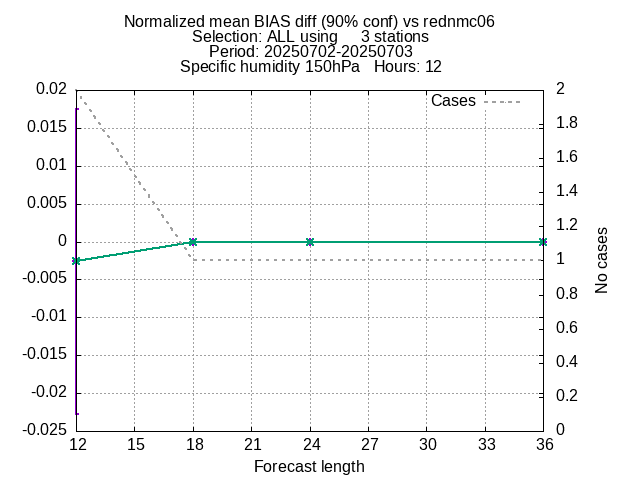 Normalized mean BIAS diff (90% conf) vs rednmc06
Selection: ALL using     3 stations
Period: 20250702-20250703
Specific humidity 150hPa   Hours: 12
Cases
0.02
0.015
0.01
0.005
0
-0.005
-0.01
-0.015
-0.02
-0.025
2
1.8
1.6
1.4
1.2
1
0.8
0.6
0.4
0.2
0
No cases
12 15 18 21 24 27 30 33 36
Forecast length